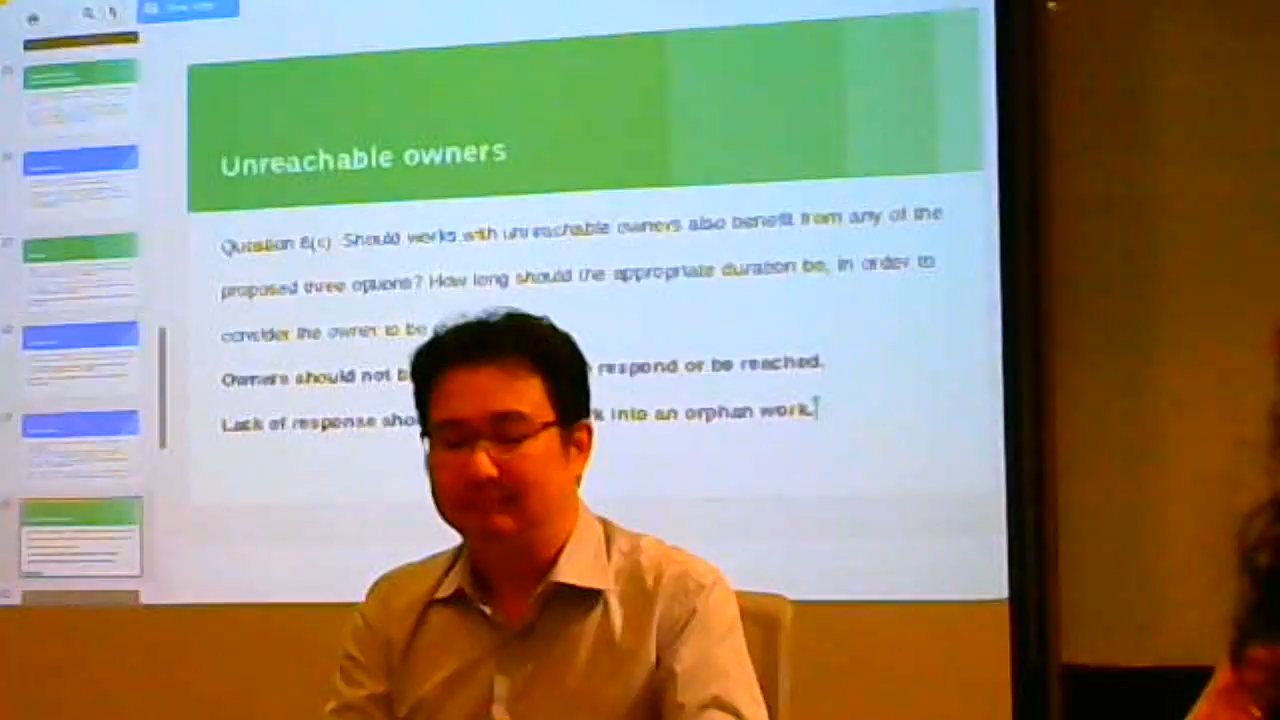 Unreachable owners
Question 6(c) Should works with unreachable owners also benefit from any of the
proposed three options? How long should the appropriate duration be, in order to
consider the owner to be
Owners should not respond or be reached.
Lack of response into an orphan work.